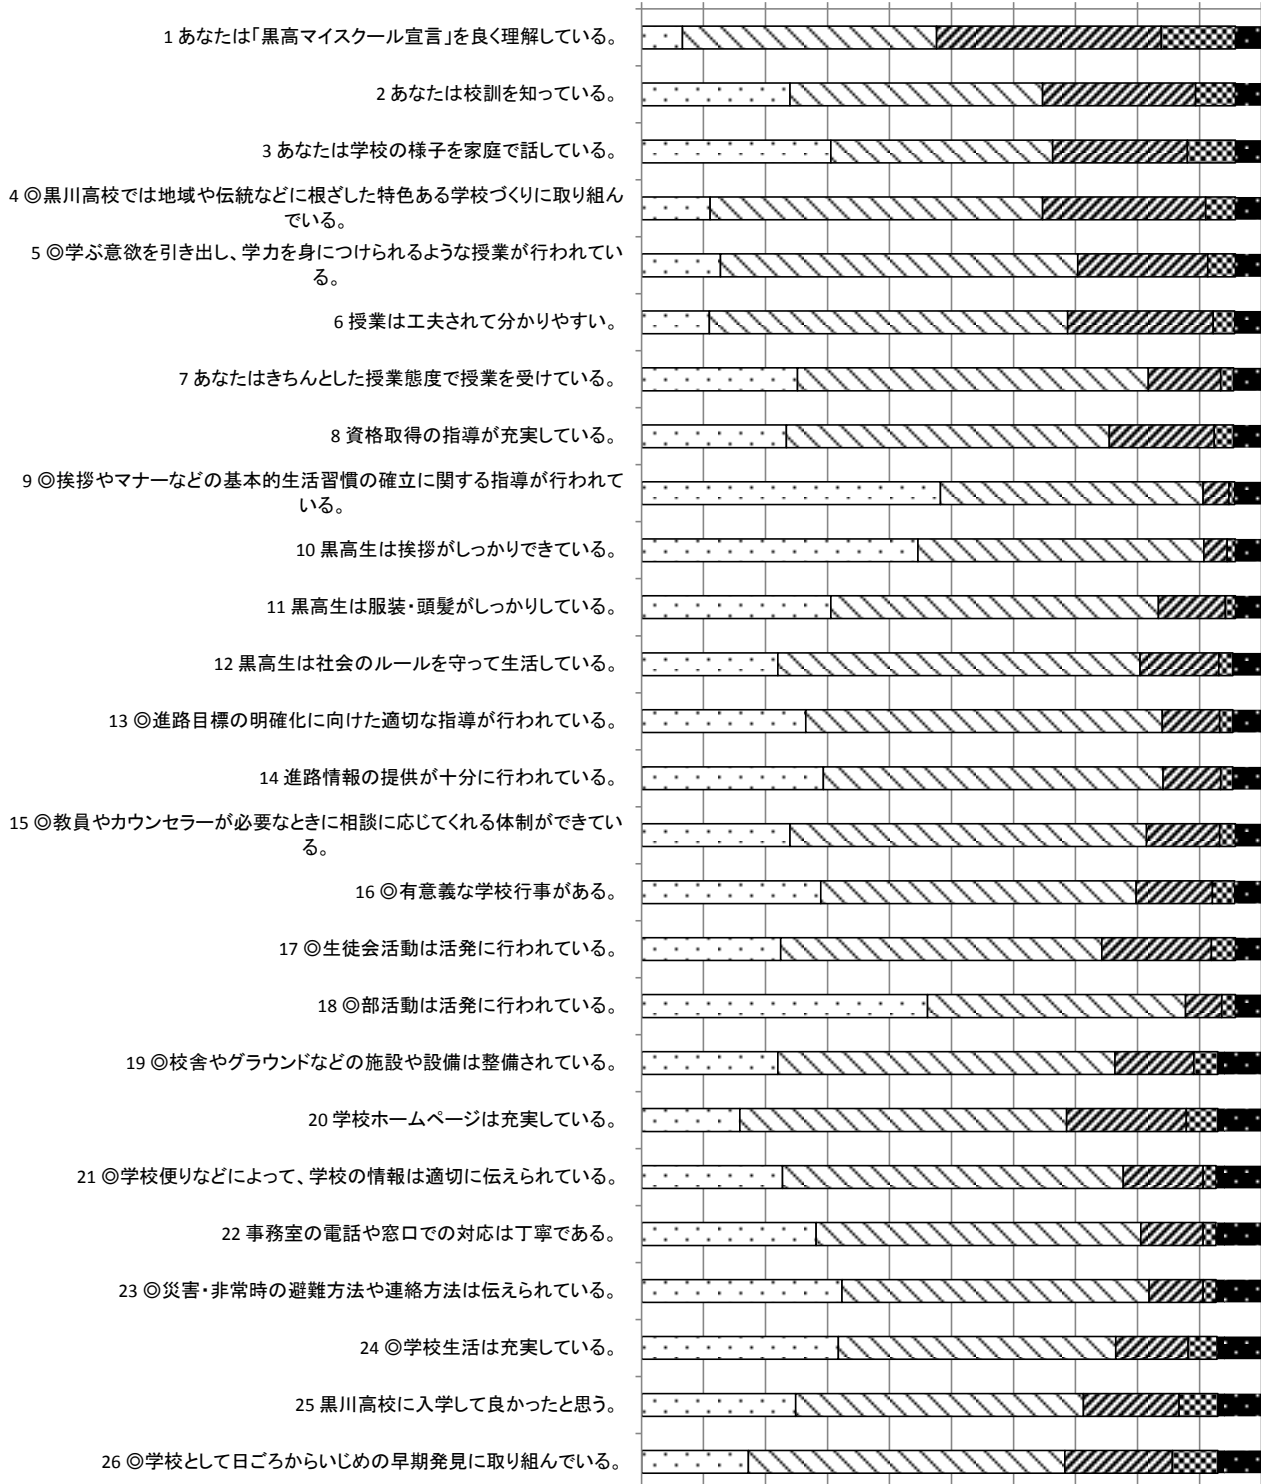 1 あなたは「黒高マイスクール宣言」を良く理解している。
2 あなたは校訓を知っている。
3 あなたは学校の様子を家庭で話している。
4 ◎黒川高校では地域や伝統などに根ざした特色ある学校づくりに取り組ん
でいる。
5 ◎学ぶ意欲を引き出し、学力を身につけられるような授業が行われてい
る。
6 授業は工夫されて分かりやすい。
7 あなたはきちんとした授業態度で授業を受けている。
8 資格取得の指導が充実している。
9 ◎挨拶やマナーなどの基本的生活習慣の確立に関する指導が行われて
いる。
10 黒高生は挨拶がしっかりできている。
11 黒高生は服装・頭髪がしっかりしている。
12 黒高生は社会のルールを守って生活している。
13 ◎進路目標の明確化に向けた適切な指導が行われている。
14 進路情報の提供が十分に行われている。
15 ◎教員やカウンセラーが必要なときに相談に応じてくれる体制ができてい
る。
16 ◎有意義な学校行事がある。
17 ◎生徒会活動は活発に行われている。
18 ◎部活動は活発に行われている。
19 ◎校舎やグラウンドなどの施設や設備は整備されている。
20 学校ホームページは充実している。
21 ◎学校便りなどによって、学校の情報は適切に伝えられている。
22 事務室の電話や窓口での対応は丁寧である。
23 ◎災害・非常時の避難方法や連絡方法は伝えられている。
24 ◎学校生活は充実している。
25 黒川高校に入学して良かったと思う。
26 ◎学校として日ごろからいじめの早期発見に取り組んでいる。